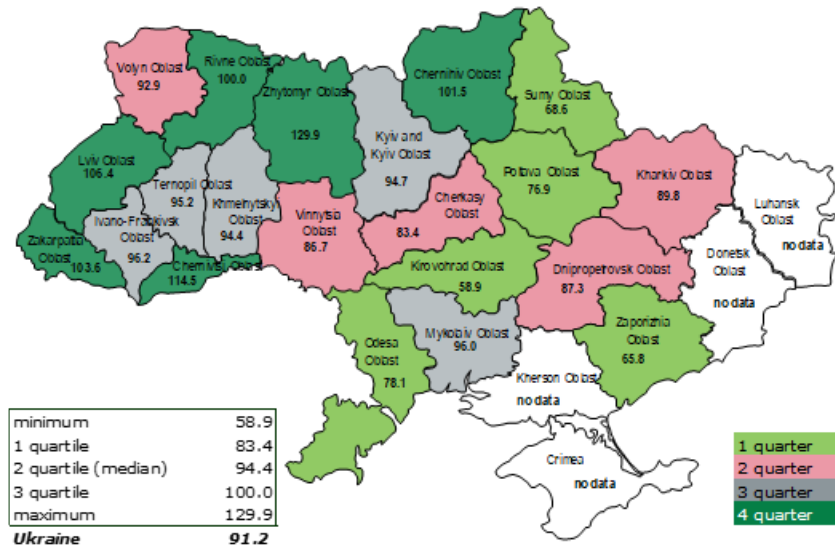 Volyn Oblast
92.9
Rivne Oblast
100.0
Zhytomyr Oblast
129.9
Kyiv and
Kyiv Oblast
94.7
Chernihiv Oblast
101.5
Sumy Oblast
68.6
Lviv Oblast
106.4
Ternopil Oblast
95.2
Khmelnytsky
Oblast
94.4
Ivano-Frankivsk
Oblast
96.2
Zakarpattia
Oblast
103.6
Chernivtsi Oblast
114.5
Vinnytsia
Oblast
86.7
Cherkasy
Oblast
83.4
Poltava Oblast
76.9
Kharkiv Oblast
89.8
Luhansk
Oblast
no data
Donetsk
Oblast
no data
Kirovohrad Oblast
58.9
Dnipropetrovsk Oblast
87.3
Zaporizhia
Oblast
65.8
Odesa
Oblast
78.1
Mykolaiv Oblast
96.0
Kherson Oblast
no data
Crimea
no data
minimum 58.9
1 quartile 83.4
2 quartile (median) 94.4
3 quartile 100.0
maximum 129.9
Ukraine 91.2
1 quarter
2 quarter
3 quarter
4 quarter